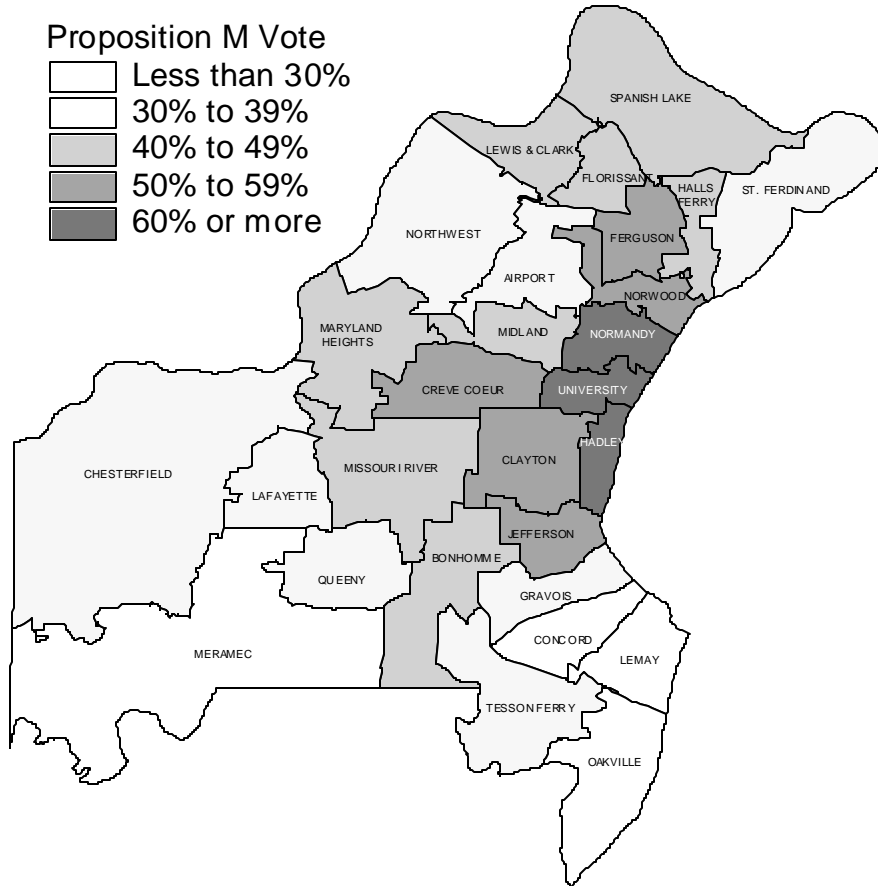 Proposition M Vote
Less than 30%
30% to 39%
40% to 49%
50% to 59%
60% or more
SPANISH LAKE
LEWIS & CLARK
FLORISSANT
HALLS
FERRY
ST. FERDINAND
NORTHWEST
FERGUSON
AIRPORT
NORWOOD
MARYLAND
HEIGHTS
MIDLAND
NORMANDY
CREVE COEUR
UNIVERSITY
HADLEY
CHESTERFIELD
LAFAYETTE
MISSOURI RIVER
CLAYTON
JEFFERSON
BONHOMME
QUEENY
GRAVOIS
CONCORD
MERAMEC
LEMAY
TESSON FERRY
OAKVILLE